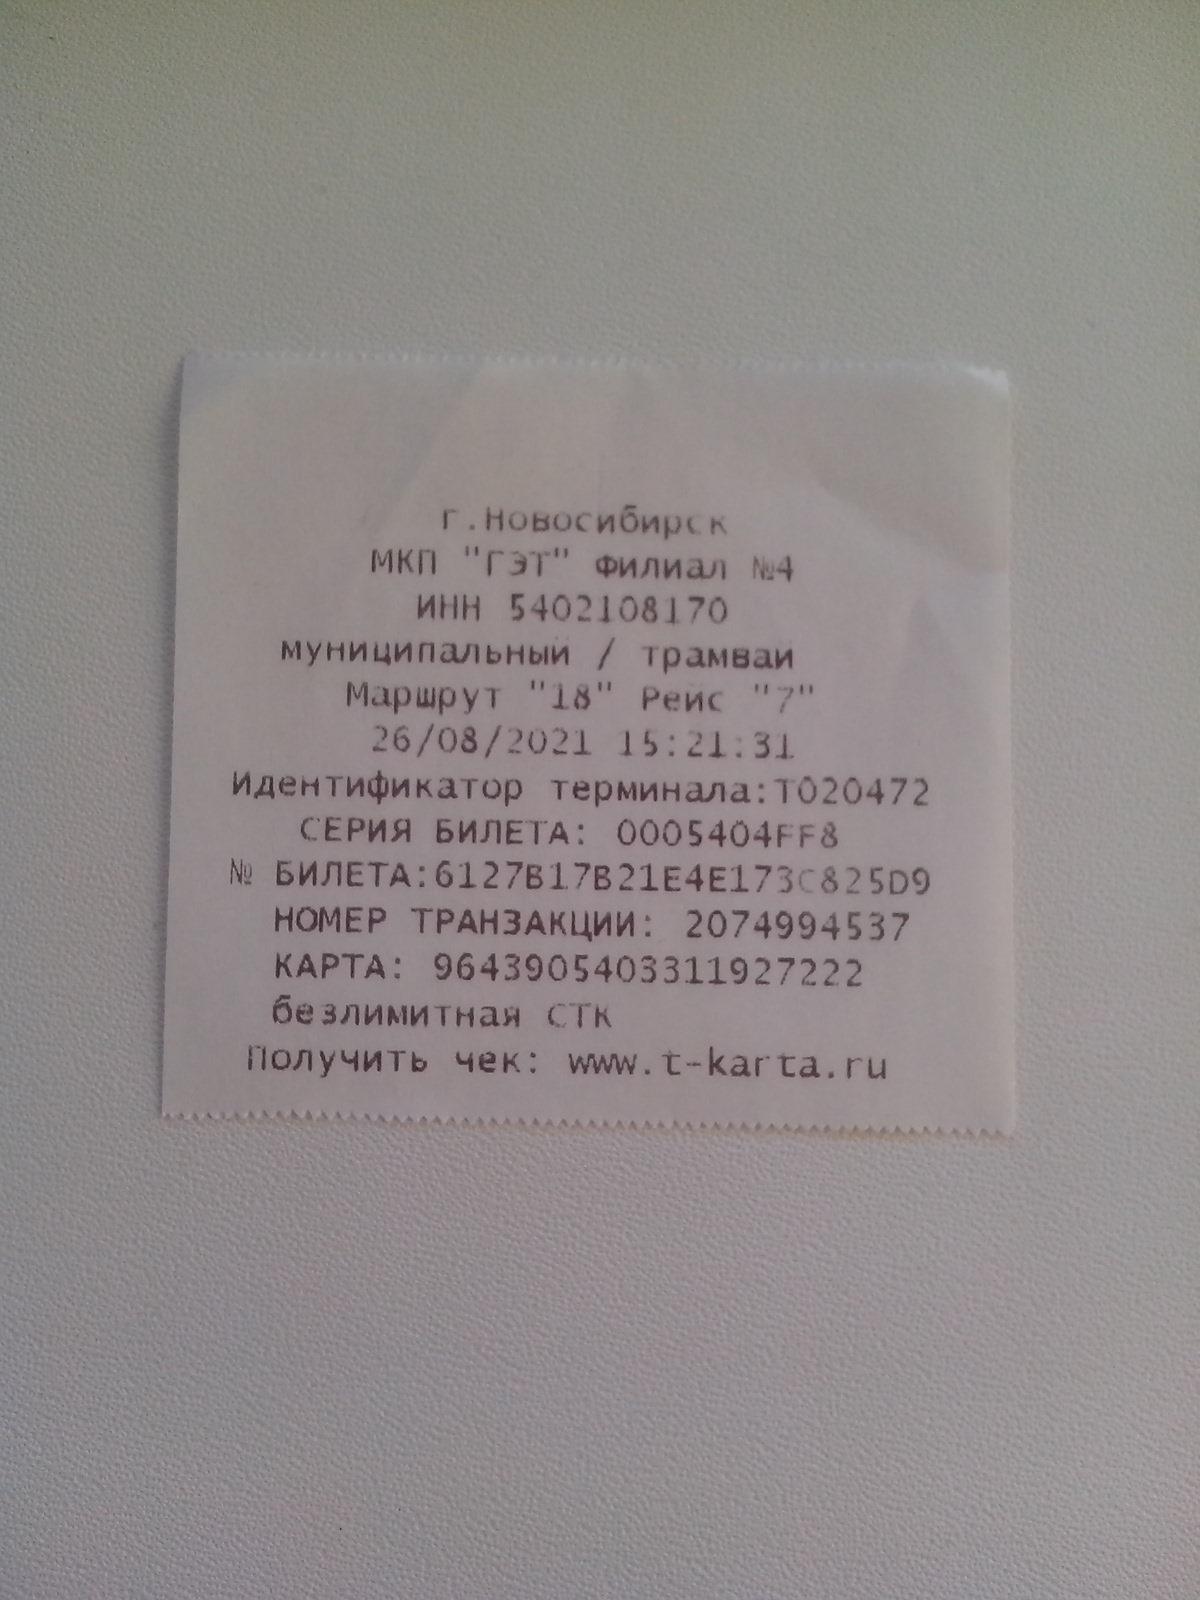 г.Новосибирск
МКП "ГЭТ" Филиал №4
ИНН 5402108170
муниципальный / трамвай
Маршрут "18" Рейс "7"
26/08/2021 15:21:31
Идентификатор терминала:T020472
СЕРИЯ БИЛЕТА: 0005404FF8
№ БИЛЕТА:6127B17B21E4E173C825D9
НОМЕР ТРАНЗАКЦИИ: 2074994537
КАРТА: 9643905403311927222
безлимитная СТК
Получить чек: www.t-karta.ru